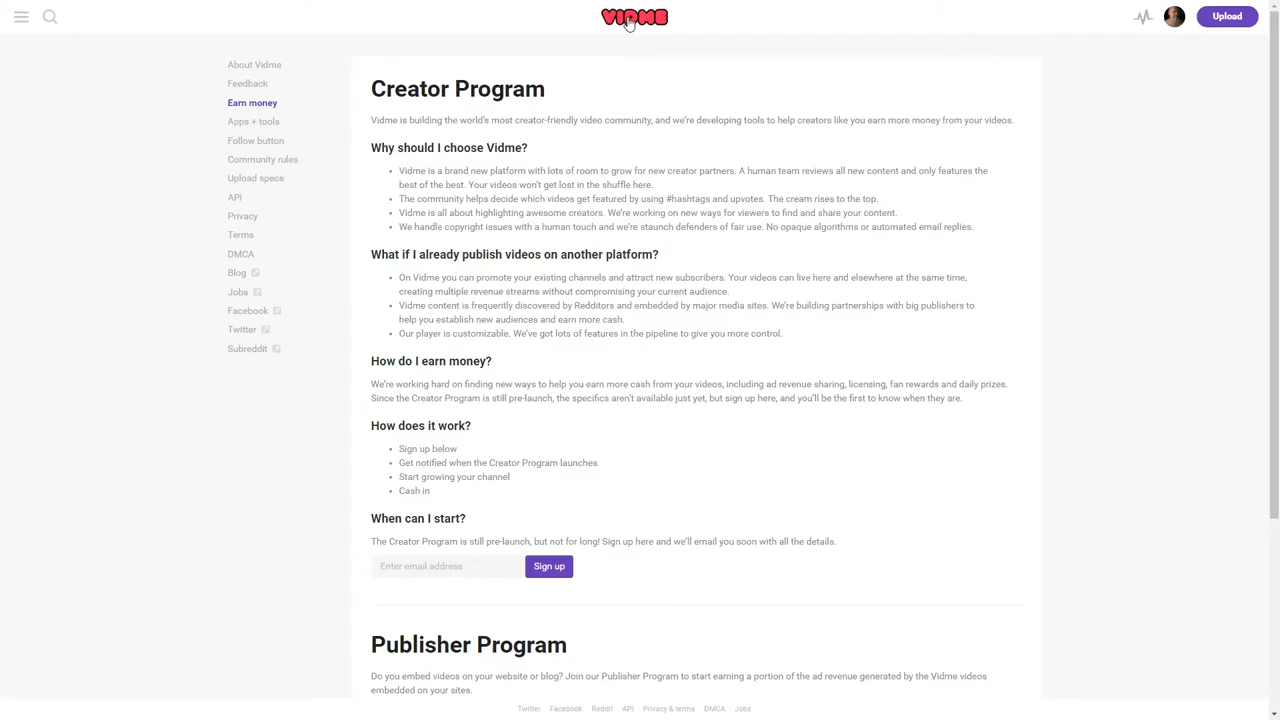 VIDME
Upload
About Vidme
Feedback
Earn money
Apps + tools
Follow button
Community rules
Upload specs
API
Privacy
Terms
DMCA
Blog
Jobs
Facebook
Twitter
Subreddit
Creator Program
Vidme is building the world's most creator-friendly video community, and we're developing tools to help creators like you earn more money from your videos.
Why should I choose Vidme?
• Vidme is a brand new platform with lots of room to grow for new creator partners. A human team reviews all new content and only features the
best of the best. Your videos won't get lost in the shuffle here.
• The community helps decide which videos get featured by using #hashtags and upvotes. The cream rises to the top.
• Vidme is all about highlighting awesome creators. We're working on new ways for viewers to find and share your content.
• We handle copyright issues with a human touch and we're staunch defenders of fair use. No opaque algorithms or automated email replies.
What if I already publish videos on another platform?
• On Vidme you can promote your existing channels and attract new subscribers. Your videos can live here and elsewhere at the same time,
creating multiple revenue streams without compromising your current audience.
• Vidme content is frequently discovered by Redditors and embedded by major media sites. We're building partnerships with big publishers to
help you establish new audiences and earn more cash.
• Our player is customizable. We've got lots of features in the pipeline to give you more control.
How do I earn money?
We're working hard on finding new ways to help you earn more cash from your videos, including ad revenue sharing, licensing, fan rewards and daily prizes.
Since the Creator Program is still pre-launch, the specifics aren't available just yet, but sign up here, and you'll be the first to know when they are.
How does it work?
• Sign up below
• Get notified when the Creator Program launches
• Start growing your channel
• Cash in
When can I start?
The Creator Program is still pre-launch, but not for long! Sign up here and we'll email you soon with all the details.
Enter email address
Sign up
Publisher Program
Do you embed videos on your website or blog? Join our Publisher Program to start earning a portion of the ad revenue generated by the Vidme videos
embedded on your sites.
Twitter Facebook Reddit API Privacy & terms DMCA Jobs